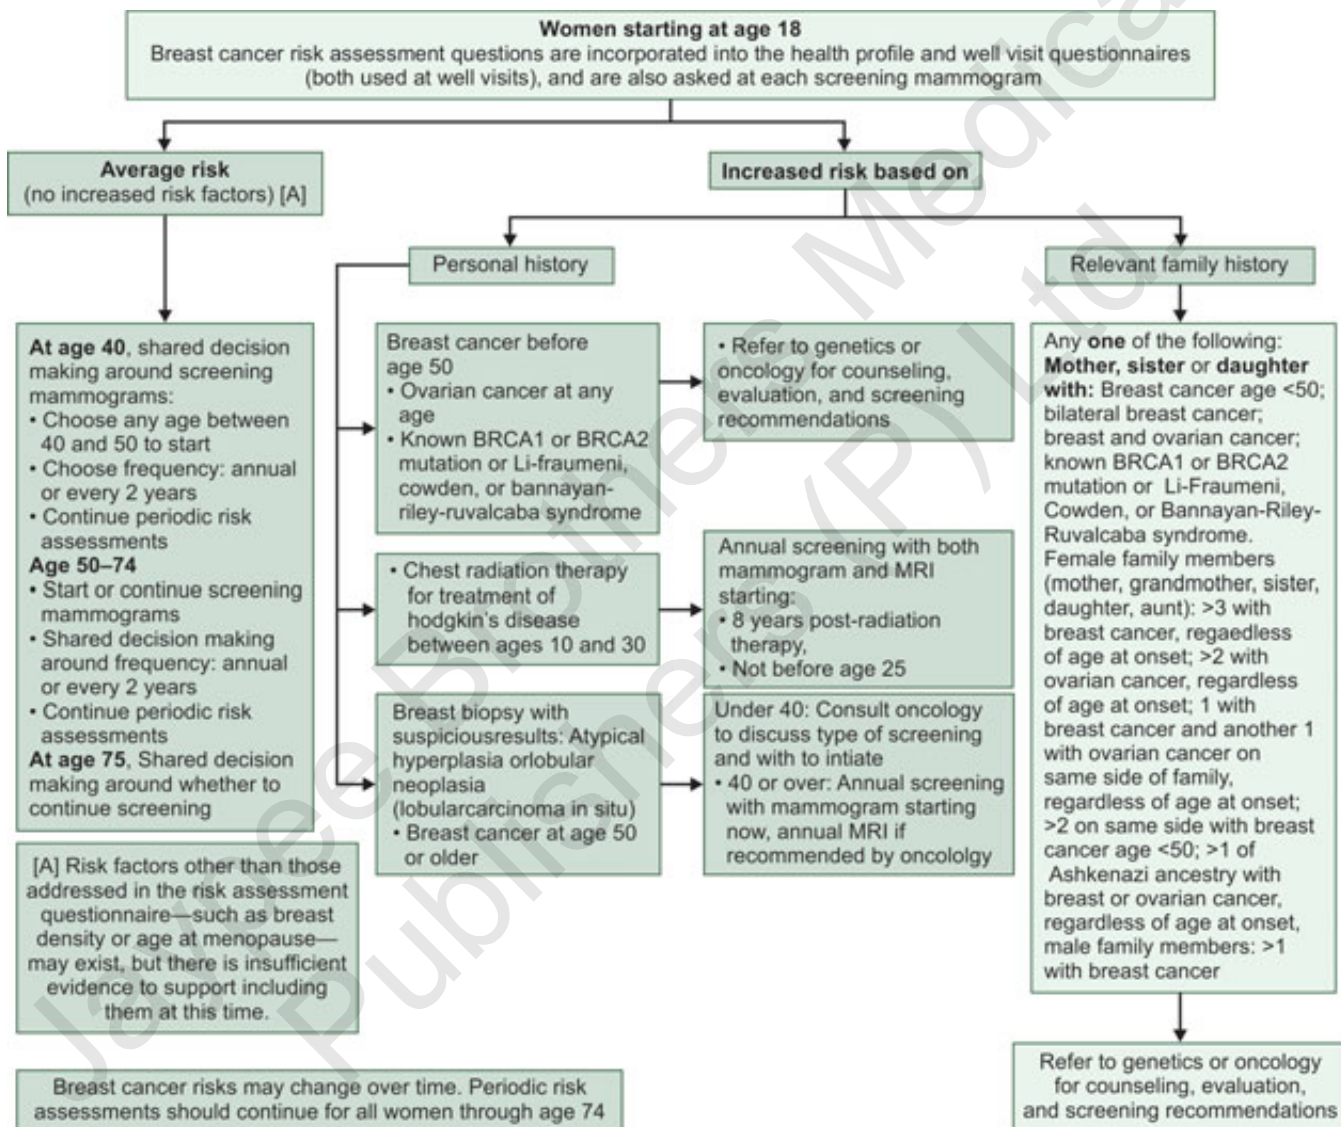 Women starting at age 18
Breast cancer risk assessment questions are incorporated into the health profile and well visit questionnaires
(both used at well visits), and are also asked at each screening mammogram
Average risk
(no increased risk factors) [A]
Increased risk based on
Personal history
Relevant family history
At age 40, shared decision
making around screening
mammograms:
• Choose any age between
40 and 50 to start
• Choose frequency: annual
or every 2 years
• Continue periodic risk
assessments
Age 50–74
• Start or continue screening
mammograms
• Shared decision making
around frequency: annual
or every 2 years
• Continue periodic risk
assessments
At age 75, Shared decision
making around whether to
continue screening
Breast cancer before
age 50
• Ovarian cancer at any
age
• Known BRCA1 or BRCA2
mutation or Li-fraumeni,
cowden, or bannayan-
riley-ruvalcaba syndrome
• Refer to genetics or
oncology for counseling,
evaluation, and screening
recommendations
• Chest radiation therapy
for treatment of
hodgkin's disease
between ages 10 and 30
Annual screening with both
mammogram and MRI
starting:
• 8 years post-radiation
therapy,
• Not before age 25
Breast biopsy with
suspiciousresults: Atypical
hyperplasia orlobular
neoplasia
(lobularcarcinoma in situ)
• Breast cancer at age 50
or older
Under 40: Consult oncology
to discuss type of screening
and with to intiate
• 40 or over: Annual screening
with mammogram starting
now, annual MRI if
recommended by oncololgy
Any one of the following:
Mother, sister or daughter
with: Breast cancer age <50;
bilateral breast cancer;
breast and ovarian cancer;
known BRCA1 or BRCA2
mutation or Li-Fraumeni,
Cowden, or Bannayan-Riley-
Ruvalcaba syndrome.
Female family members
(mother, grandmother, sister,
daughter, aunt): >3 with
breast cancer, regaedless
of age at onset; >2 with
ovarian cancer, regardless
of age at onset; 1 with
breast cancer and another 1
with ovarian cancer on
same side of family,
regardless of age at onset;
>2 on same side with breast
cancer age <50; >1 of
Ashkenazi ancestry with
breast or ovarian cancer,
regardless of age at onset,
male family members: >1
with breast cancer
Refer to genetics or oncology
for counseling, evaluation,
and screening recommendations
[A] Risk factors other than those
addressed in the risk assessment
questionnaire—such as breast
density or age at menopause—
may exist, but there is insufficient
evidence to support including
them at this time.
Breast cancer risks may change over time. Periodic risk
assessments should continue for all women through age 74
Jaypee Brothers Medical
Publishers (P) Ltd.